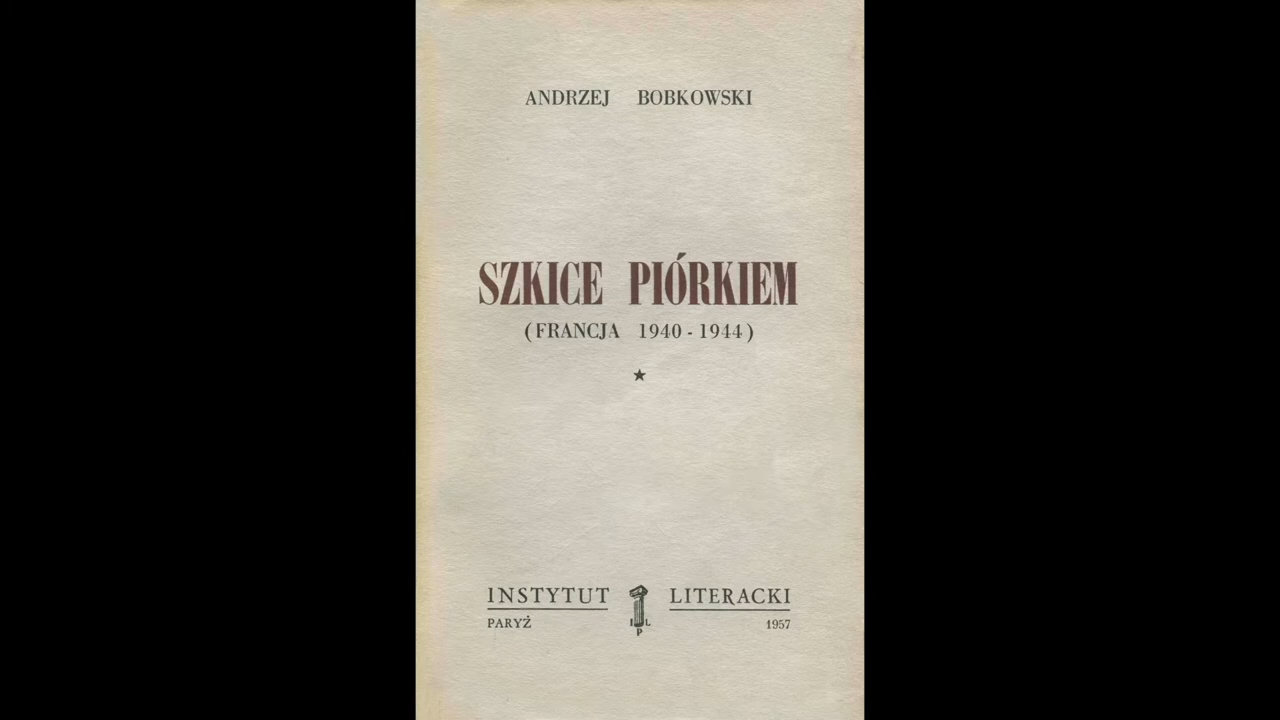 ANDRZEJ BOBKOWSKI
SZKICE PIÓRKIEM
(FRANCJA 1940 - 1944)
★
INSTYTUT LITERACKI
I L
P
PARYŻ 1957